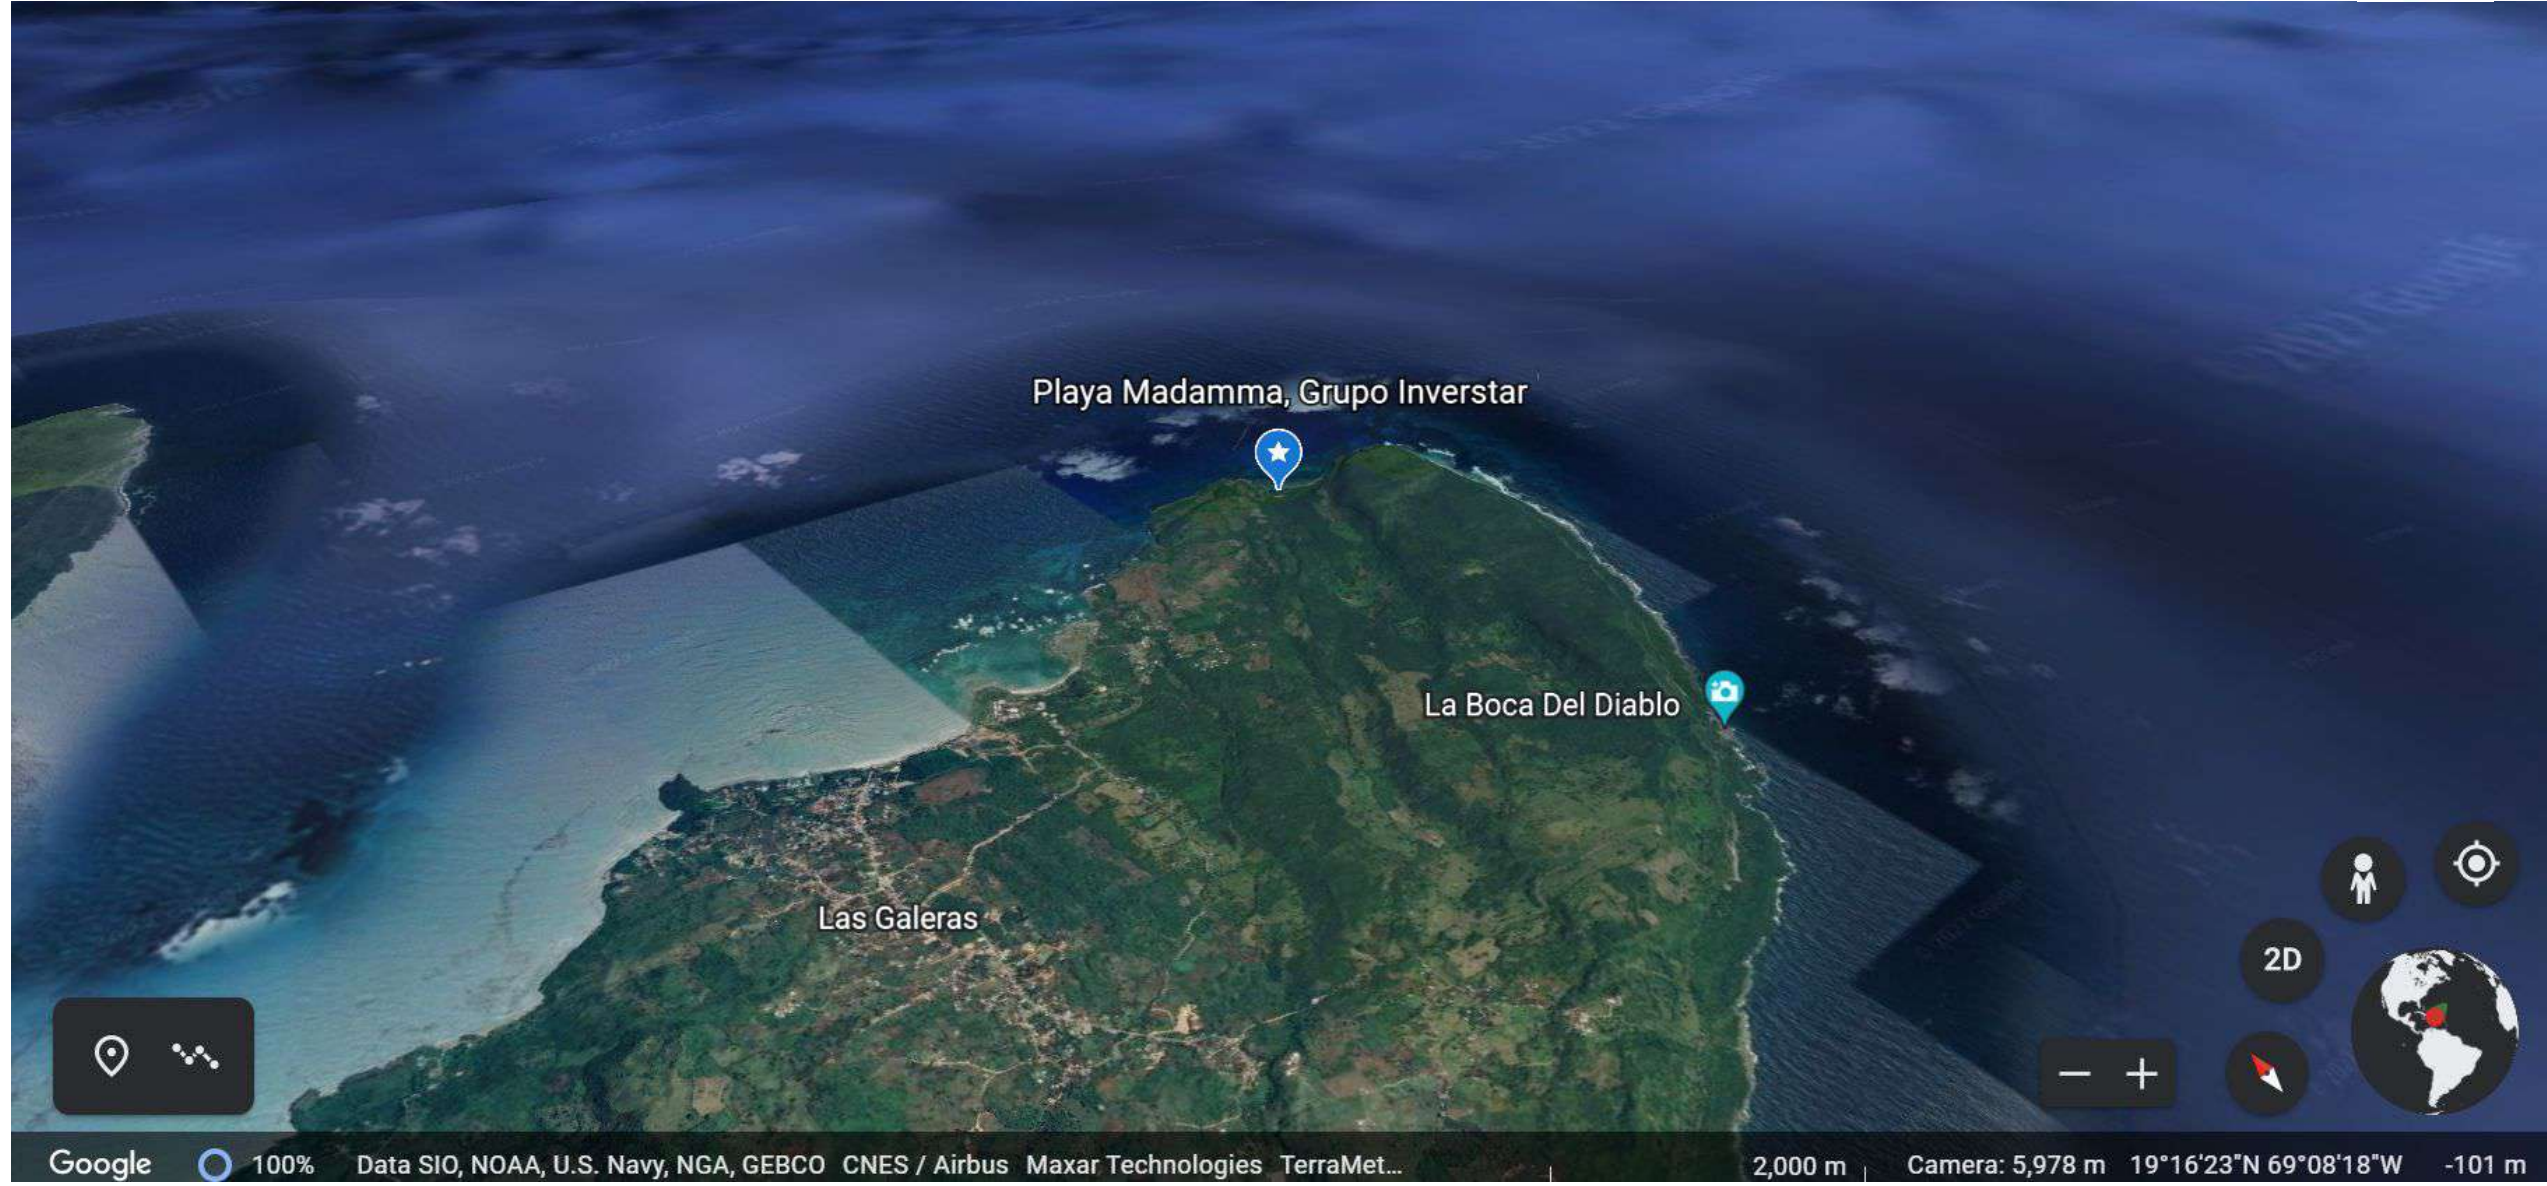 Playa Madamma, Grupo Inverstar
La Boca Del Diablo
Las Galeras
2D
Google 100% Data SIO, NOAA, U.S. Navy, NGA, GEBCO CNES / Airbus Maxar Technologies TerraMet... 2,000 m Camera: 5,978 m 19°16'23"N 69°08'18"W -101 m